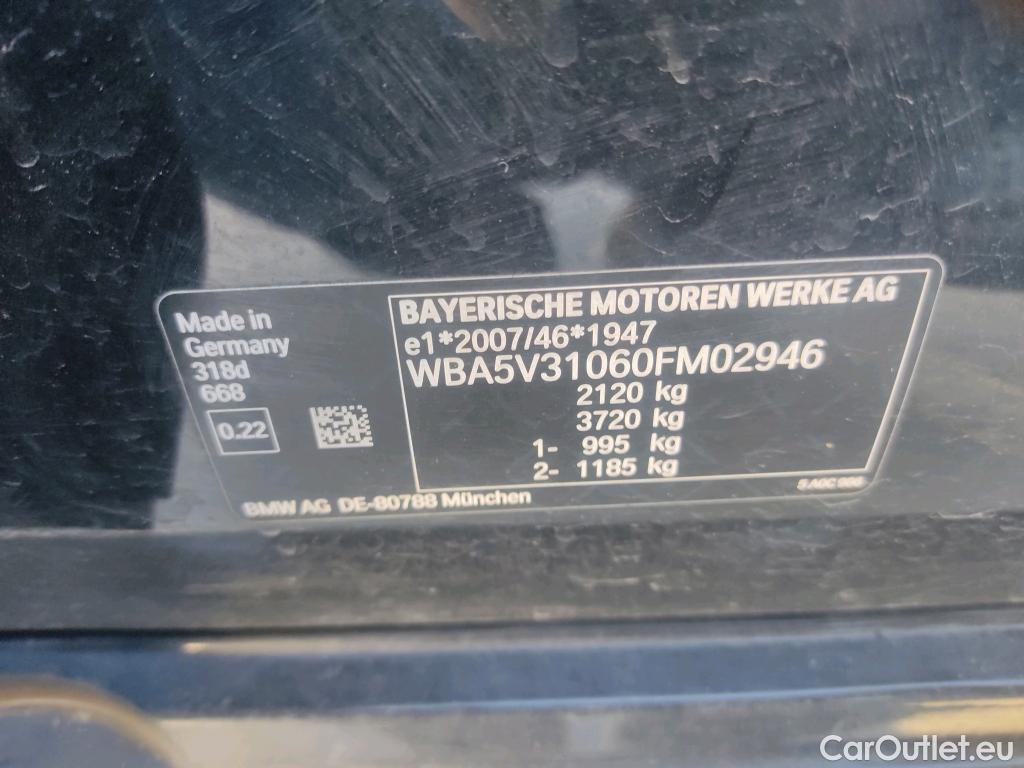 Made in
Germany
318d
668
0.22
BAYERISCHE MOTOREN WERKE AG
e1*2007/46*1947
WBA5V31060FM02946
2120 kg
3720 kg
1- 995 kg
2- 1185 kg
BMW AG DE-80788 München
CarOutlet.eu